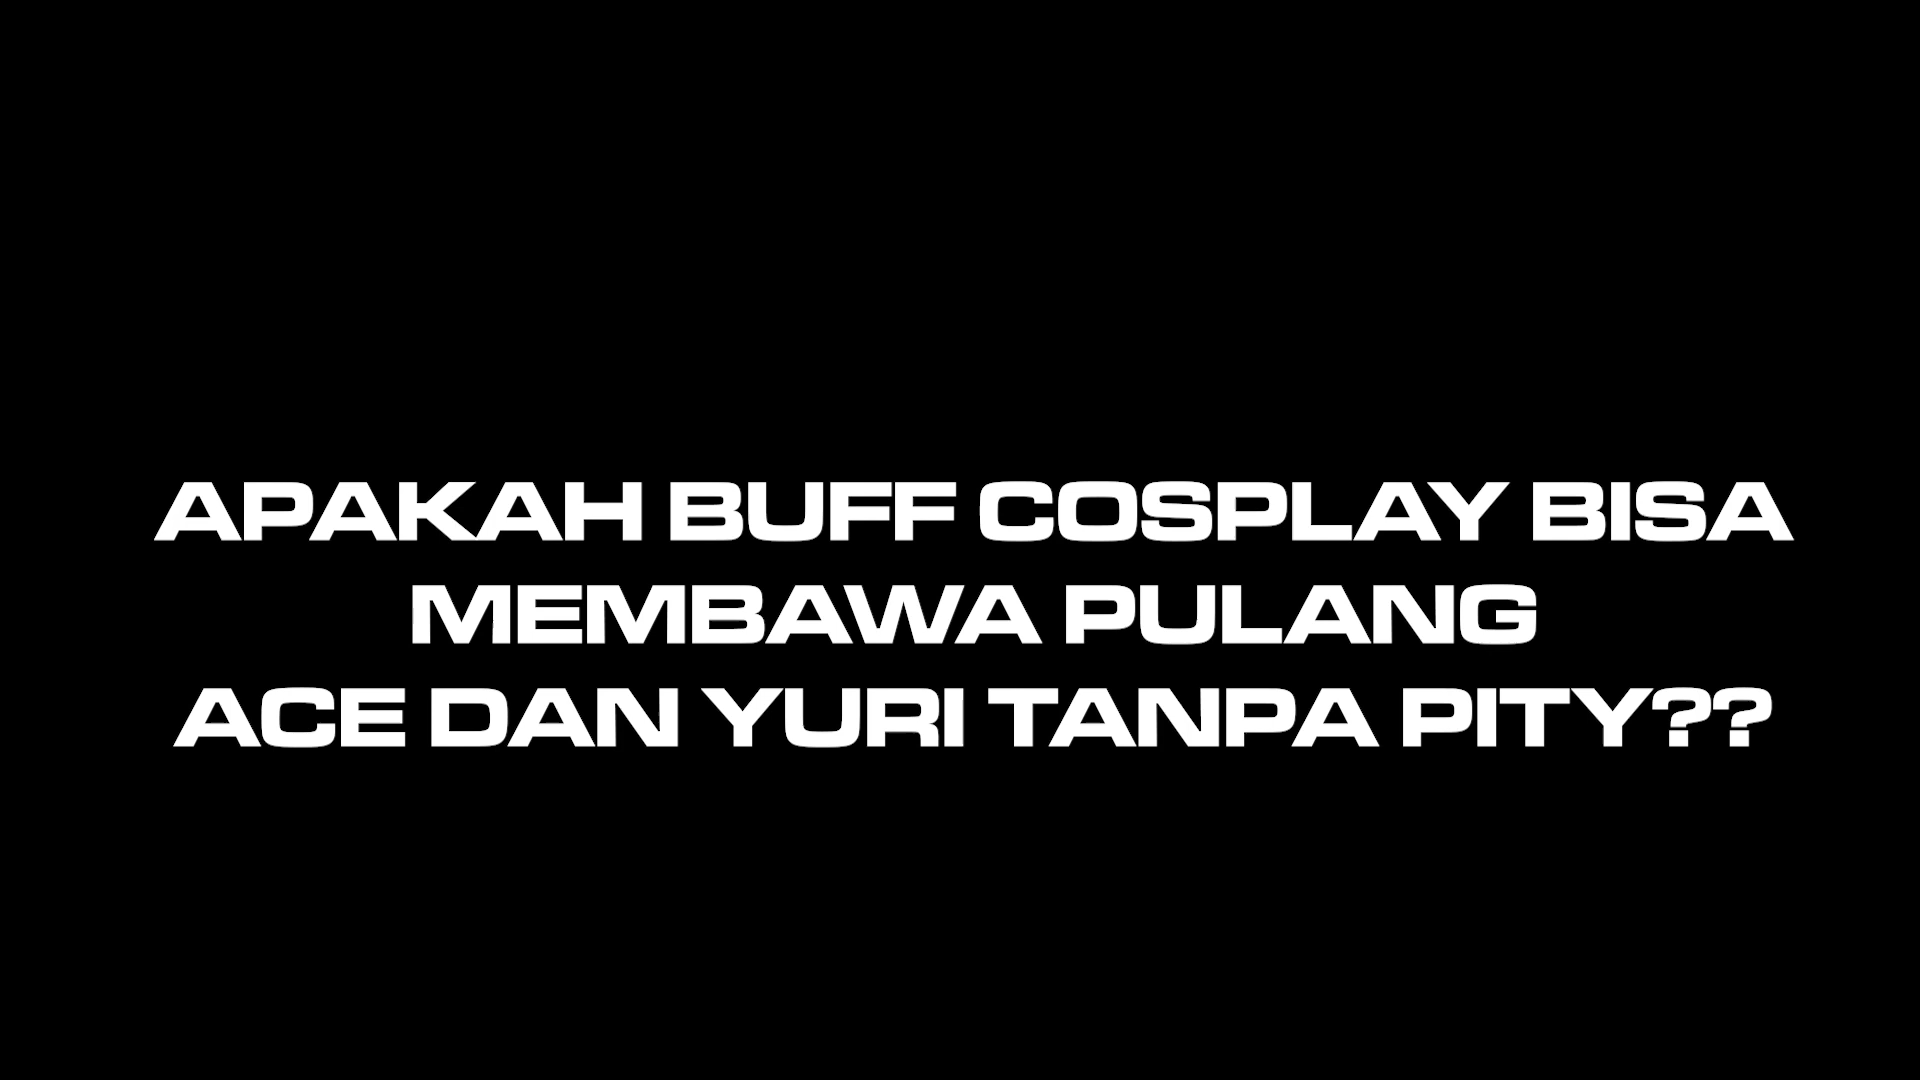 APAKAH BUFF COSPLAY BISA
MEMBAWA PULANG
ACE DAN YURI TANPA PITY??